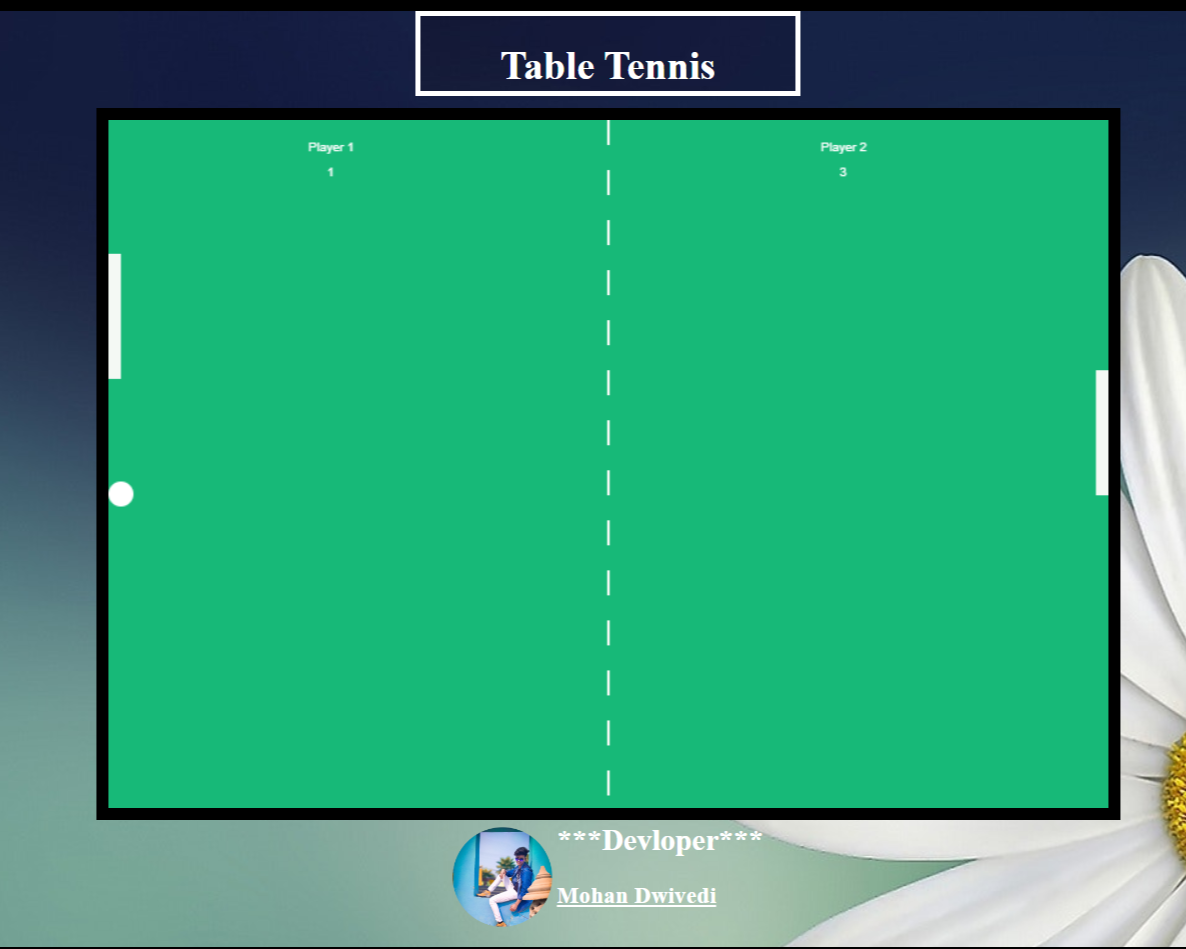 Table Tennis
Player 1
Player 2
1
3
***Devloper***
Mohan Dwivedi